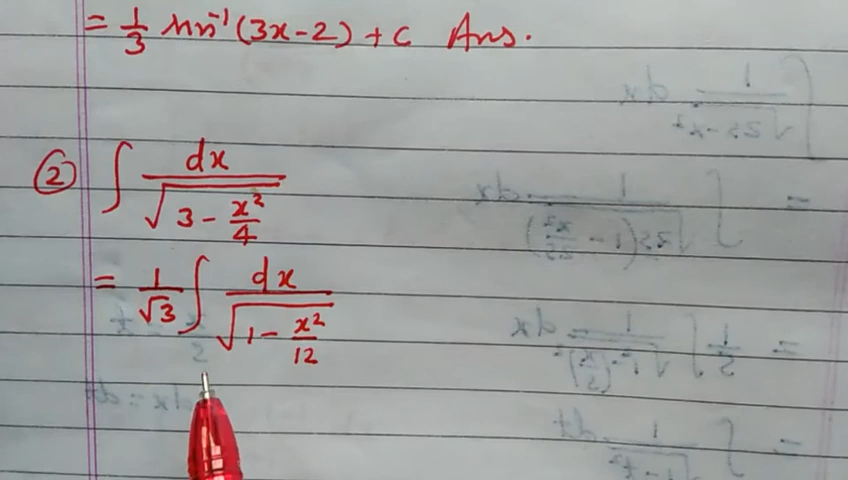 = 1/3 sin⁻¹(3x-2) + c Ans.
② ∫ dx/√(3 - x²/4)
= 1/√3 ∫ dx/√(1 - x²/12)